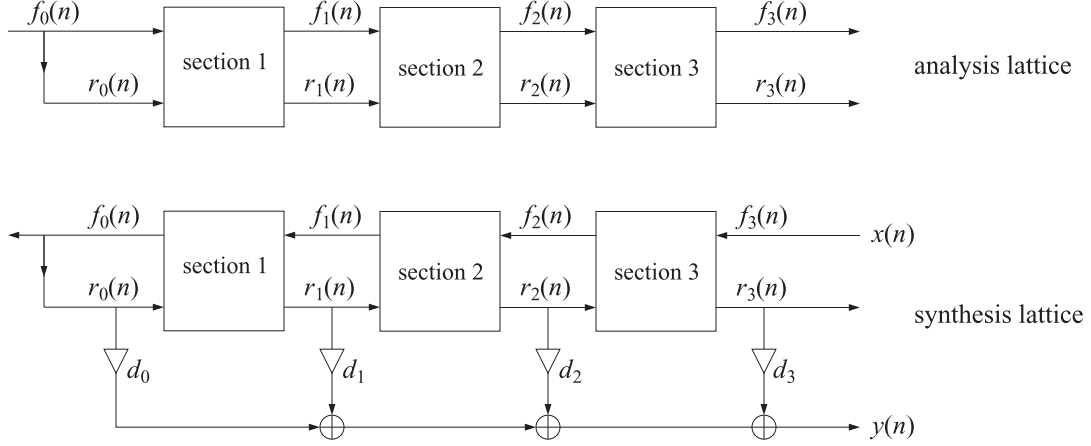 f₀(n) f₁(n) f₂(n) f₃(n)
section 1 section 2 section 3 analysis lattice
r₀(n) r₁(n) r₂(n) r₃(n)
f₀(n) f₁(n) f₂(n) f₃(n) x(n)
section 1 section 2 section 3
r₀(n) r₁(n) r₂(n) r₃(n) synthesis lattice
d₀ d₁ d₂ d₃
y(n)